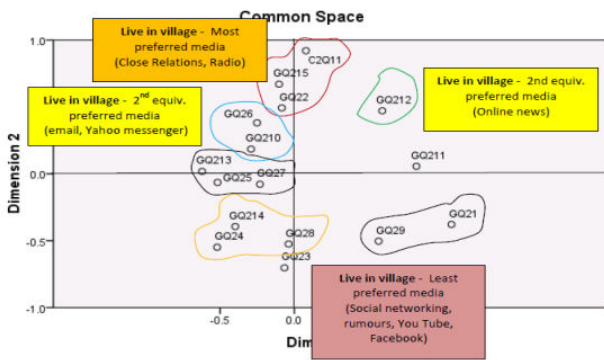 Common Space
Live in village - Most
preferred media
(Close Relations, Radio)
Live in village - 2nd equiv.
preferred media
(email, Yahoo messenger)
Live in village - 2nd equiv.
preferred media
(Online news)
1.0
0.5
0.0
-0.5
-1.0
Dimension 2
C2Q11
GQ215
GQ22
GQ212
GQ26
GQ210
GQ213
GQ211
GQ25
GQ27
GQ214
GQ21
GQ24
GQ28
GQ29
GQ23
-0.5
0.0
Dim
Live in village - Least
preferred media
(Social networking,
rumours, You Tube,
Facebook)